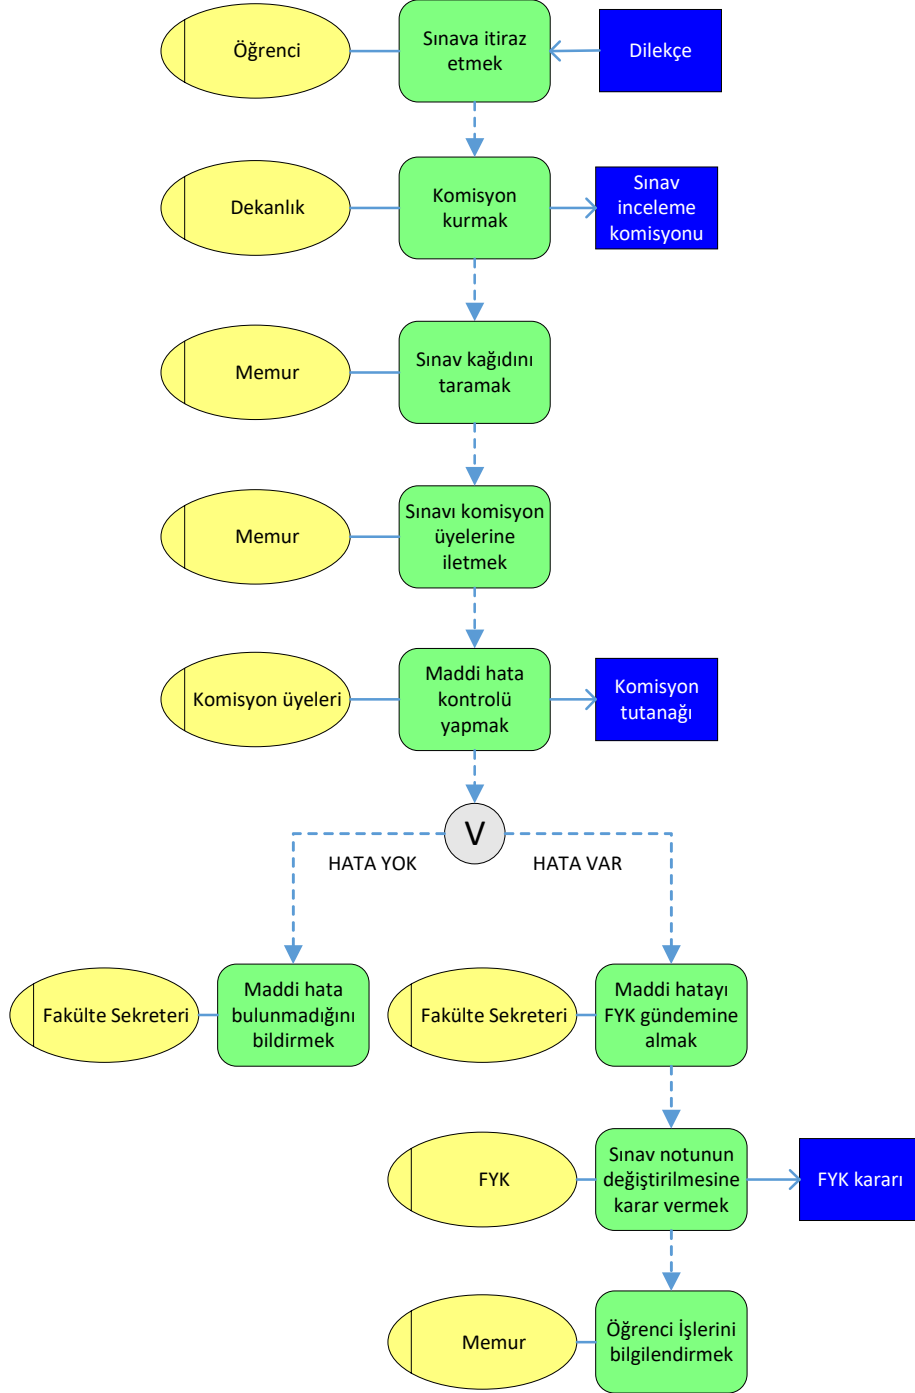 Öğrenci
Sınava itiraz
etmek
Dilekçe
Dekanlık
Komisyon
kurmak
Sınav
inceleme
komisyonu
Memur
Sınav kağıdını
taramak
Memur
Sınavı komisyon
üyelerine
iletmek
Komisyon üyeleri
Maddi hata
kontrolü
yapmak
Komisyon
tutanağı
V
HATA YOK
HATA VAR
Fakülte Sekreteri
Maddi hata
bulunmadığını
bildirmek
Fakülte Sekreteri
Maddi hatayı
FYK gündemine
almak
FYK
Sınav notunun
değiştirilmesine
karar vermek
FYK kararı
Memur
Öğrenci İşlerini
bilgilendirmek